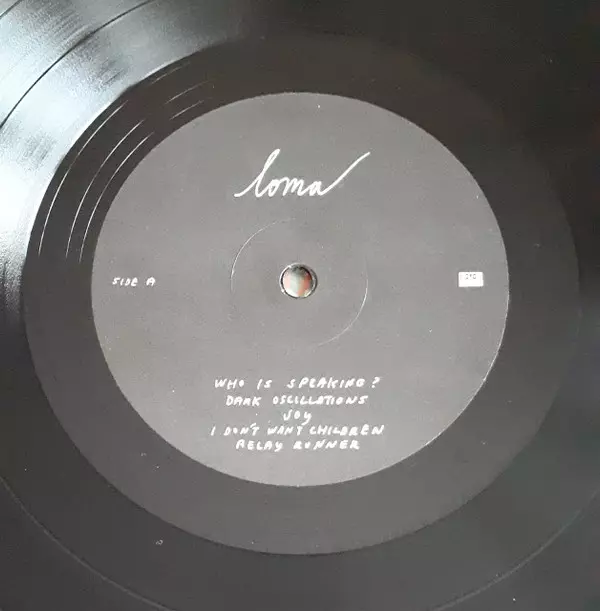 loma
SIDE A
WHO IS SPEAKING?
DARK OSCILLATIONS
JOY
I DON'T WANT CHILDREN
RELAY RUNNER